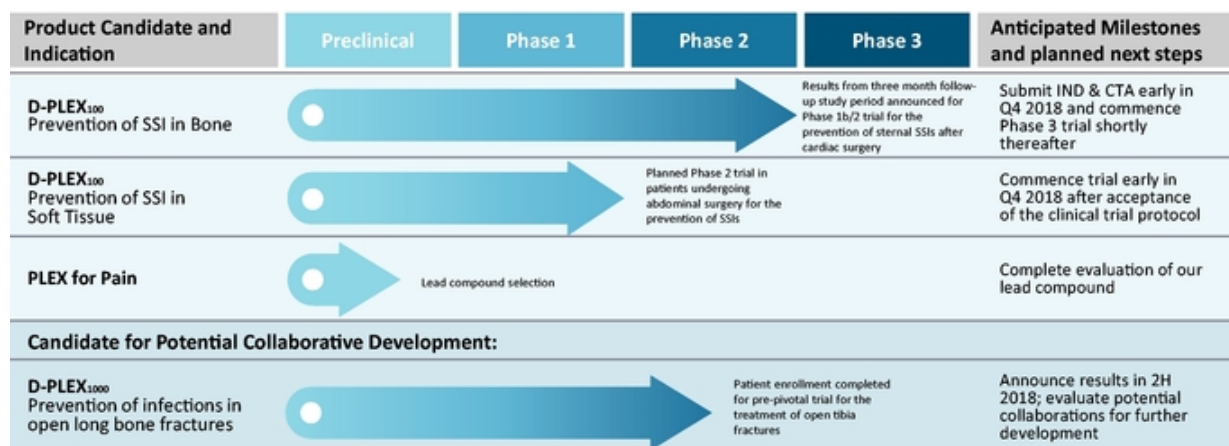 Product Candidate and
Indication
Preclinical
Phase 1
Phase 2
Phase 3
Anticipated Milestones
and planned next steps
D-PLEX100
Prevention of SSI in Bone
Results from three month follow-
up study period announced for
Phase 1b/2 trial for the
prevention of sternal SSIs after
cardiac surgery
Submit IND & CTA early in
Q4 2018 and commence
Phase 3 trial shortly
thereafter
D-PLEX100
Prevention of SSI in
Soft Tissue
Planned Phase 2 trial in
patients undergoing
abdominal surgery for the
prevention of SSIs
Commence trial early in
Q4 2018 after acceptance
of the clinical trial protocol
PLEX for Pain
Lead compound selection
Complete evaluation of our
lead compound
Candidate for Potential Collaborative Development:
D-PLEX1000
Prevention of infections in
open long bone fractures
Patient enrollment completed
for pre-pivotal trial for the
treatment of open tibia
fractures
Announce results in 2H
2018; evaluate potential
collaborations for further
development